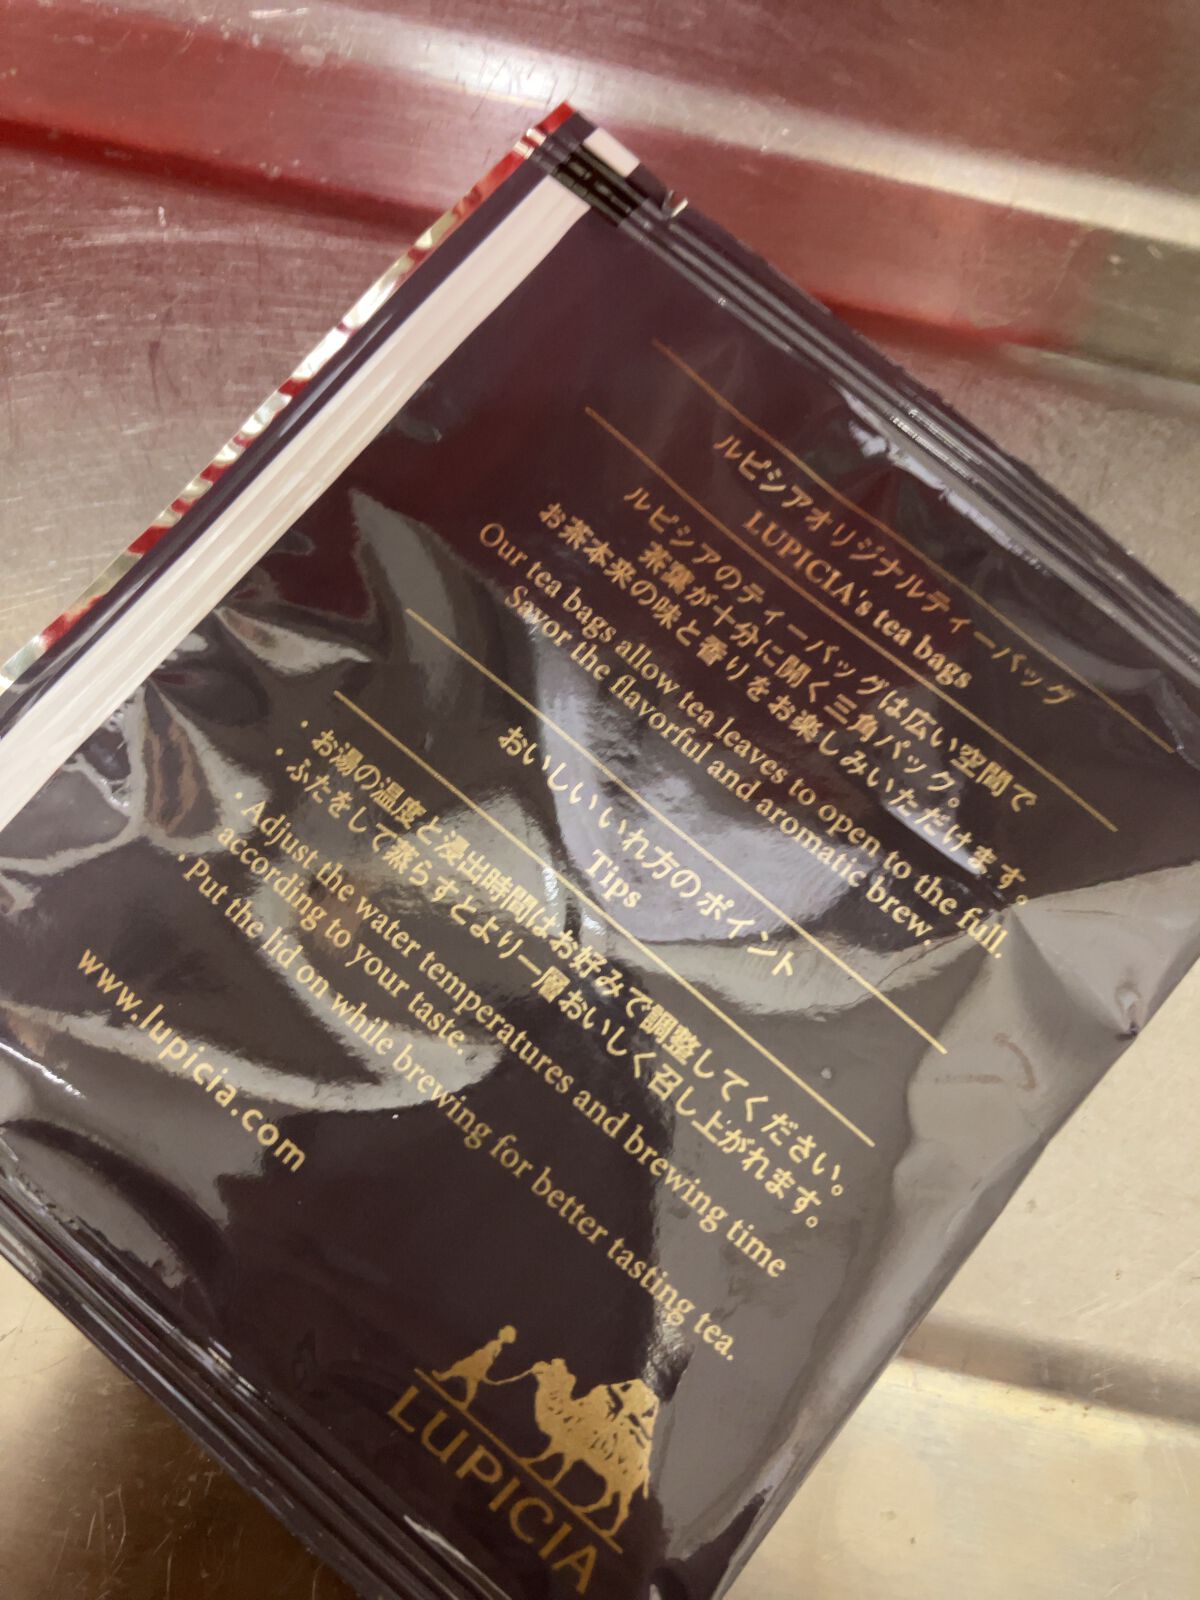 ルピシアオリジナルティーバッグ
LUPICIA's tea bags
ルピシアのティーバッグは広い空間で
茶葉が十分に開く三角パック。
お茶本来の味と香りをお楽しみいただけます。
Our tea bags allow tea leaves to open to the full.
Savor the flavorful and aromatic brew.
おいしいいれ方のポイント
Tips
・お湯の温度と浸出時間はお好みで調整してください。
・ふたをして蒸らすとより一層おいしく召し上がれます。
・Adjust the water temperatures and brewing time
according to your taste.
・Put the lid on while brewing for better tasting tea.
www.lupicia.com
LUPICIA